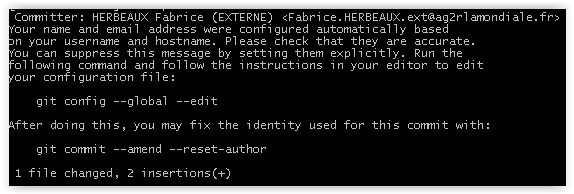 Committer: HERBEAUX Fabrice (EXTERNE) <Fabrice.HERBEAUX.ext@ag2rlamondiale.fr>
Your name and email address were configured automatically based
on your username and hostname. Please check that they are accurate.
You can suppress this message by setting them explicitly. Run the
following command and follow the instructions in your editor to edit
your configuration file:
git config --global --edit
After doing this, you may fix the identity used for this commit with:
git commit --amend --reset-author
1 file changed, 2 insertions(+)